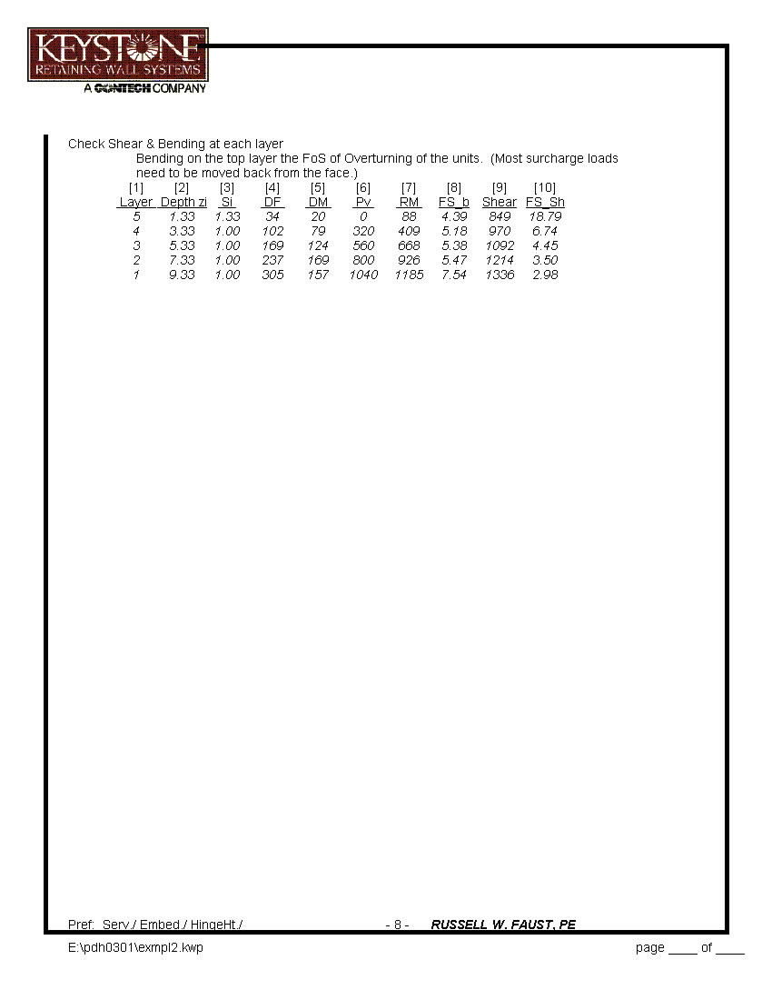 KEYSTONE
RETAINING WALL SYSTEMS
A CONTECH COMPANY
Check Shear & Bending at each layer
Bending on the top layer the FoS of Overturning of the units. (Most surcharge loads
need to be moved back from the face.)
[1] [2] [3] [4] [5] [6] [7] [8] [9] [10]
Layer Depth zi Si DF DM Pv RM FS_b Shear FS_Sh
5 1.33 1.33 34 20 0 88 4.39 849 18.79
4 3.33 1.00 102 79 320 409 5.18 970 6.74
3 5.33 1.00 169 124 560 668 5.38 1092 4.45
2 7.33 1.00 237 169 800 926 5.47 1214 3.50
1 9.33 1.00 305 157 1040 1185 7.54 1336 2.98
Pref: Serv./ Embed./ HingeHt./ - 8 - RUSSELL W. FAUST, PE
E:\pdh0301\exmpl2.kwp page ____ of ____